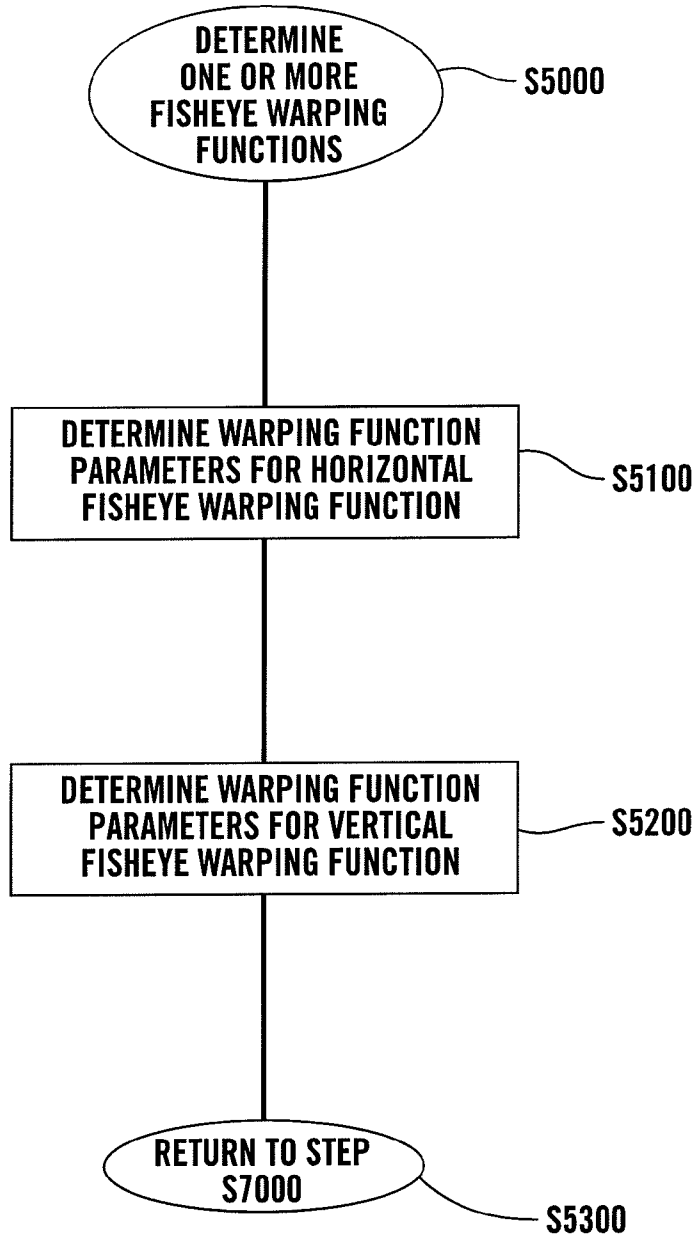 DETERMINE
ONE OR MORE
FISHEYE WARPING
FUNCTIONS
S5000
DETERMINE WARPING FUNCTION
PARAMETERS FOR HORIZONTAL
FISHEYE WARPING FUNCTION
S5100
DETERMINE WARPING FUNCTION
PARAMETERS FOR VERTICAL
FISHEYE WARPING FUNCTION
S5200
RETURN TO STEP
S7000
S5300